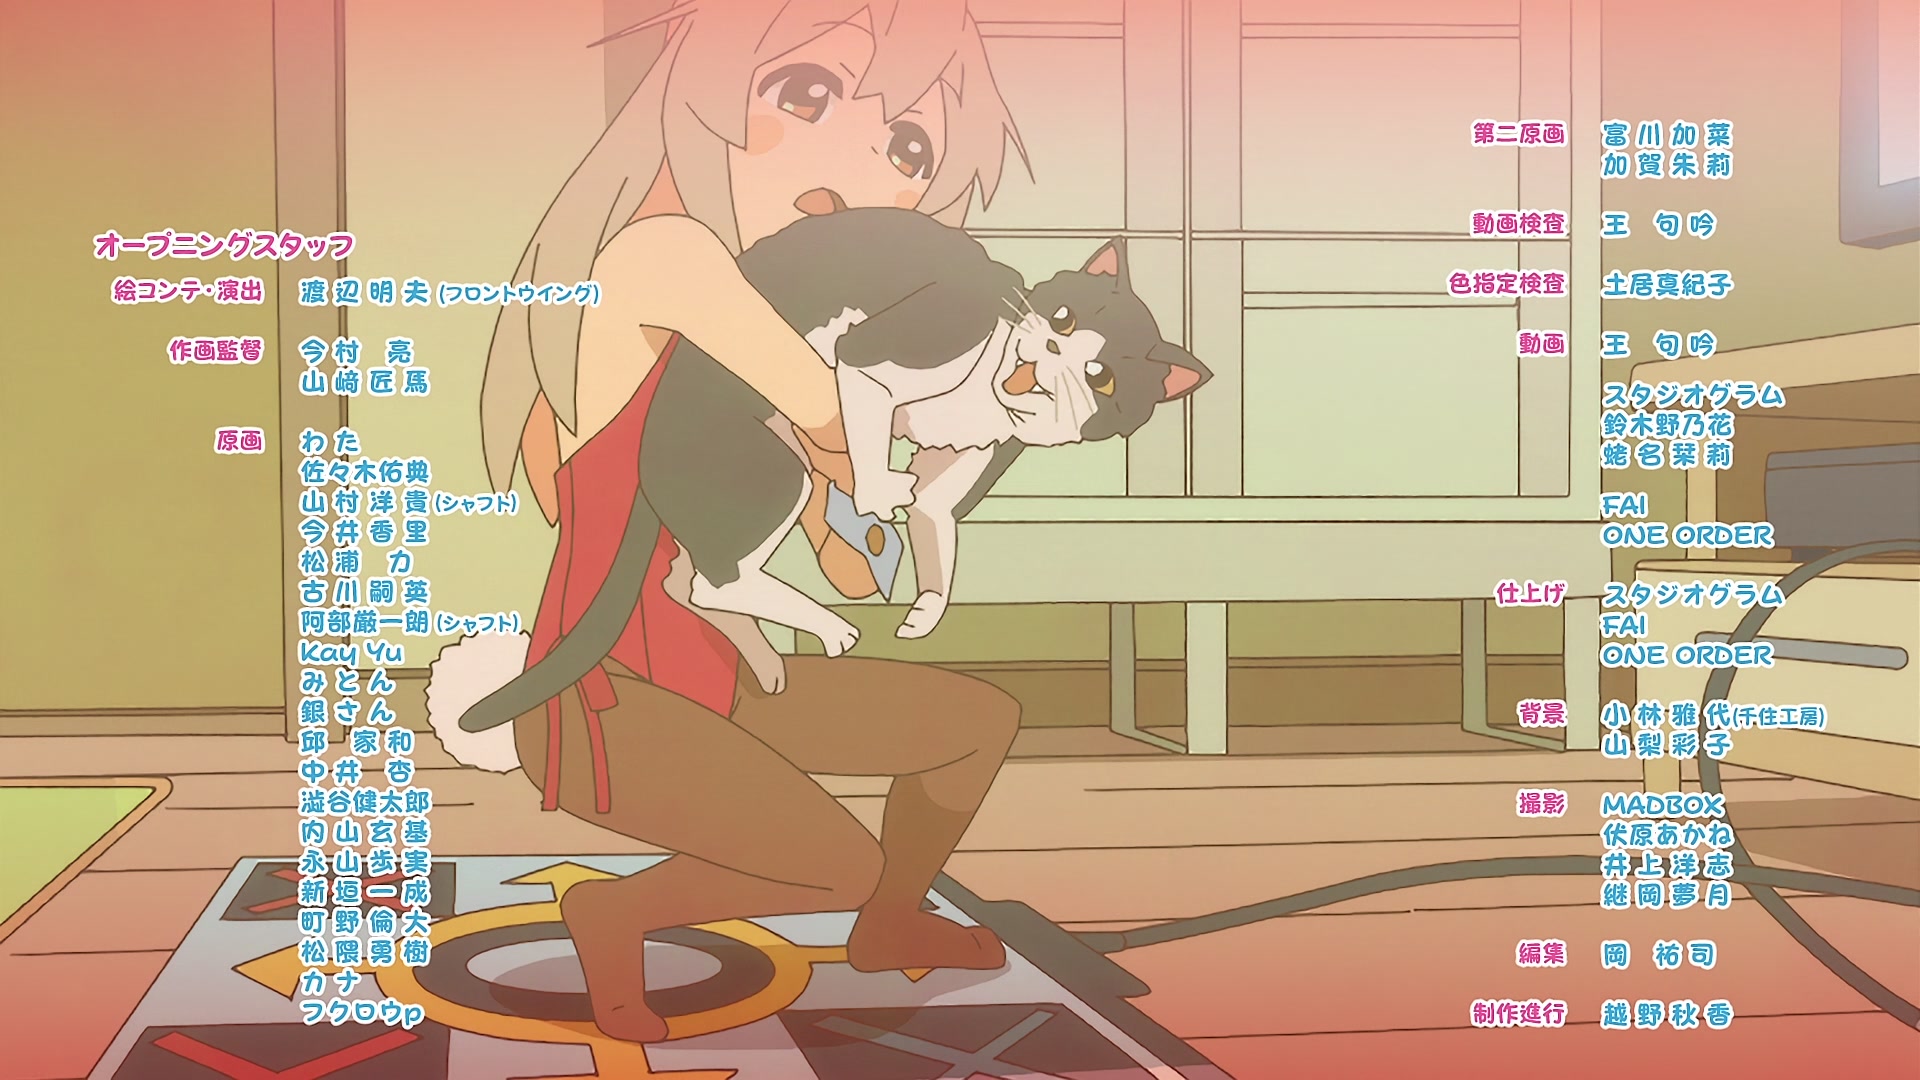 オープニングスタッフ
絵コンテ・演出 渡辺明夫(フロントウイング)
作画監督 今村 亮
山﨑匠馬
原画 わた
佐々木佑典
山村洋貴(シャフト)
今井香里
松浦 力
古川嗣英
阿部厳一朗(シャフト)
Kay Yu
みとん
銀さん
邱 家和
中井 杏
澁谷健太郎
内山玄基
永山歩実
新垣一成
町野倫大
松隈勇樹
カナ
フクロウp
第二原画 富川加菜
加賀朱莉
動画検査 王 句吟
色指定検査 土居真紀子
動画 王 句吟
スタジオグラム
鈴木野乃花
蛯名栞莉
FAI
ONE ORDER
仕上げ スタジオグラム
FAI
ONE ORDER
背景 小林雅代(千住工房)
山梨彩子
撮影 MADBOX
伏原あかね
井上洋志
継岡夢月
編集 岡 祐司
制作進行 越野秋香